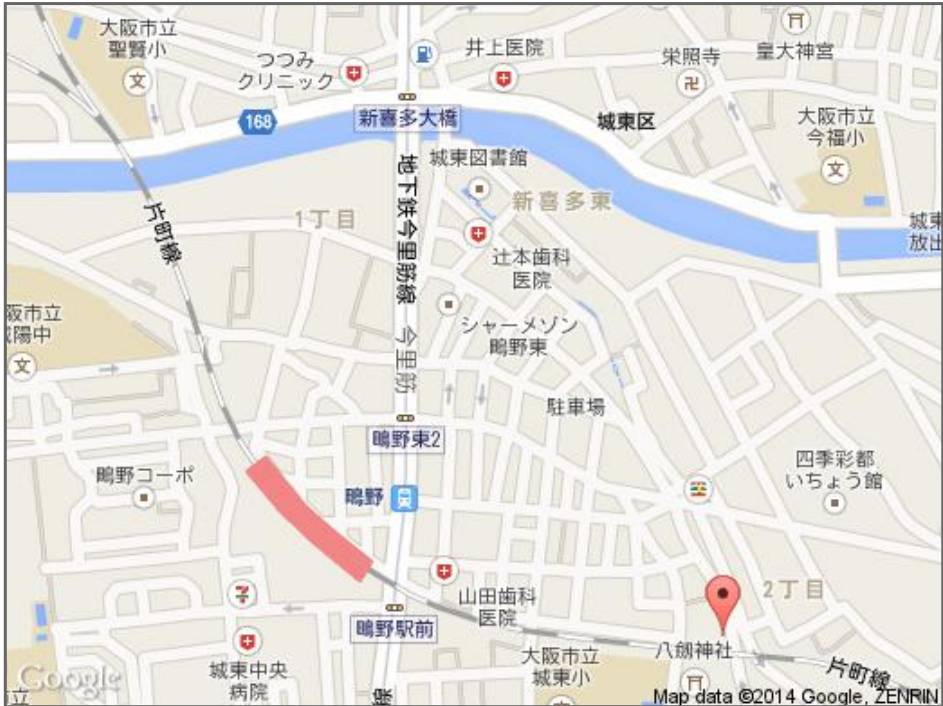 大阪市立
聖賢小
つつみ
クリニック
井上医院
栄照寺
皇大神宮
168
新喜多大橋
城東区
大阪市立
今福小
城東図書館
新喜多東
1丁目
片町線
地下鉄今里筋線
今里筋
辻本歯科
医院
城東
放出
阪市立
陽中
シャーメゾン
鴫野東
駐車場
鴫野東2
鴫野コーポ
鴫野
四季彩都
いちょう館
山田歯科
医院
2丁目
鴫野駅前
城東中央
病院
大阪市立
城東小
八劔神社
片町線
Google
立
線
Map data ©2014 Google, ZENRIN